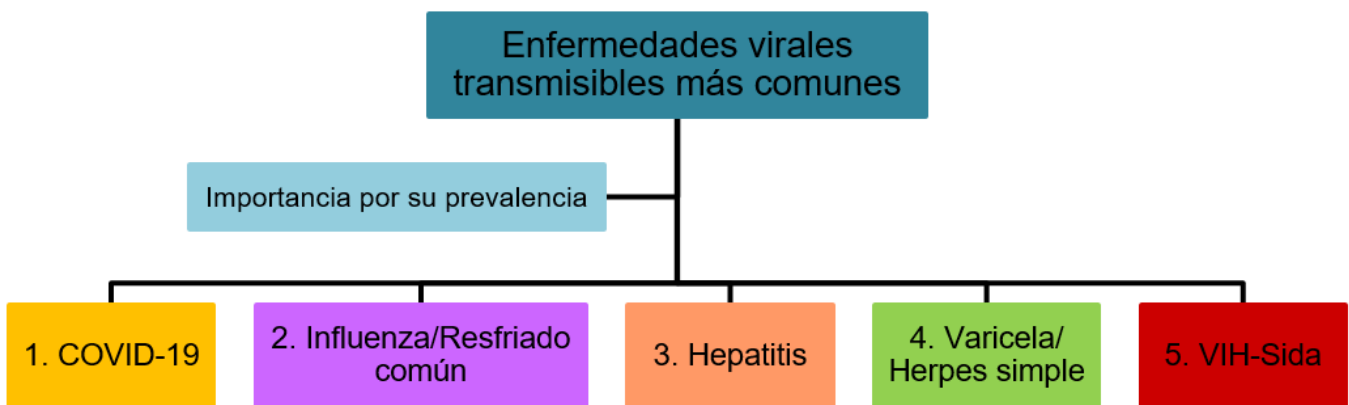 Enfermedades virales
transmisibles más comunes
Importancia por su prevalencia
1. COVID-19
2. Influenza/Resfriado
común
3. Hepatitis
4. Varicela/
Herpes simple
5. VIH-Sida